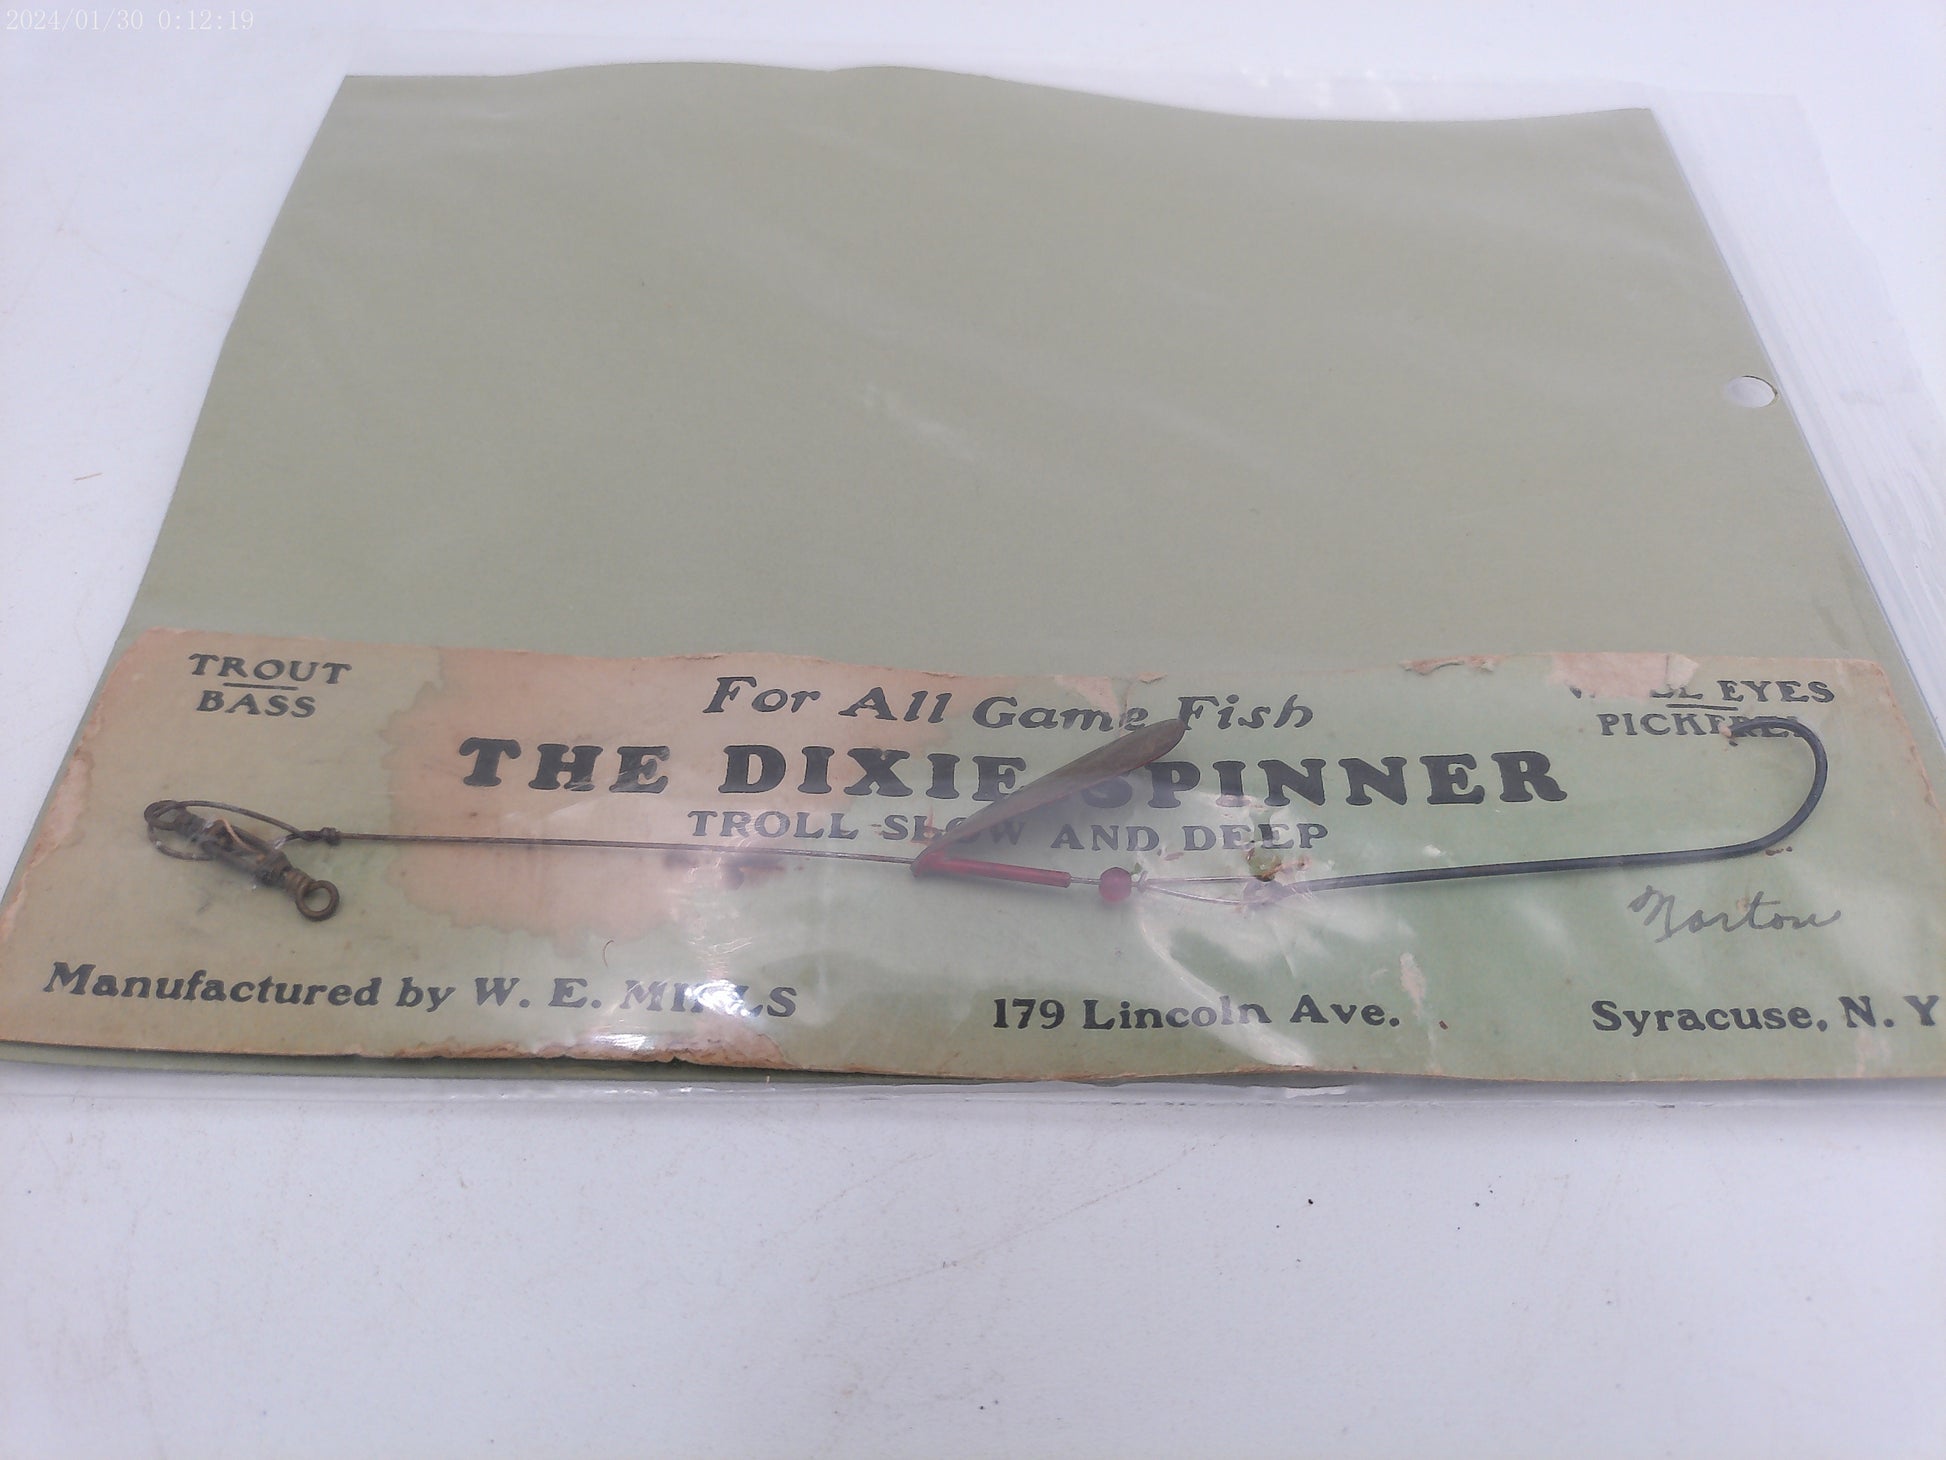 2024/01/30 0:12:19
TROUT
BASS
For All Game Fish
EYES
THE DIXIE SPINNER
TROLL SLOW AND DEEP
Norton
Manufactured by W. E.
179 Lincoln Ave.
Syracuse, N. Y